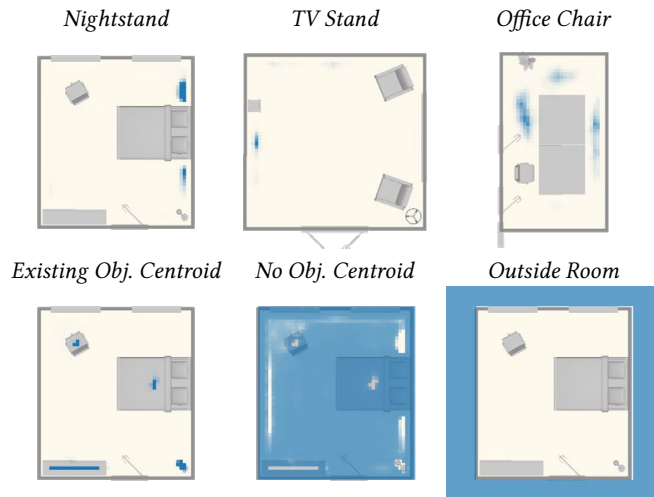 Nightstand
TV Stand
Office Chair
Existing Obj. Centroid
No Obj. Centroid
Outside Room